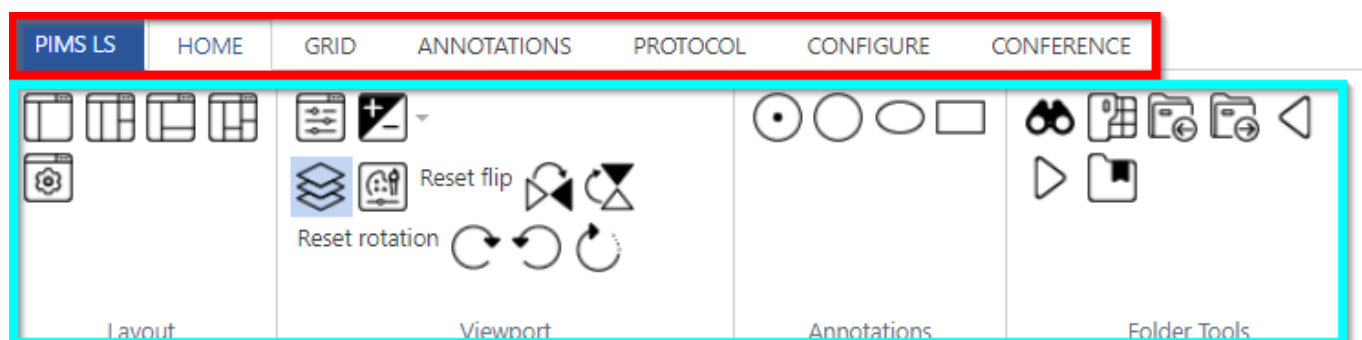 PIMS LS HOME GRID ANNOTATIONS PROTOCOL CONFIGURE CONFERENCE
Reset flip
Reset rotation
Layout Viewport Annotations Folder Tools